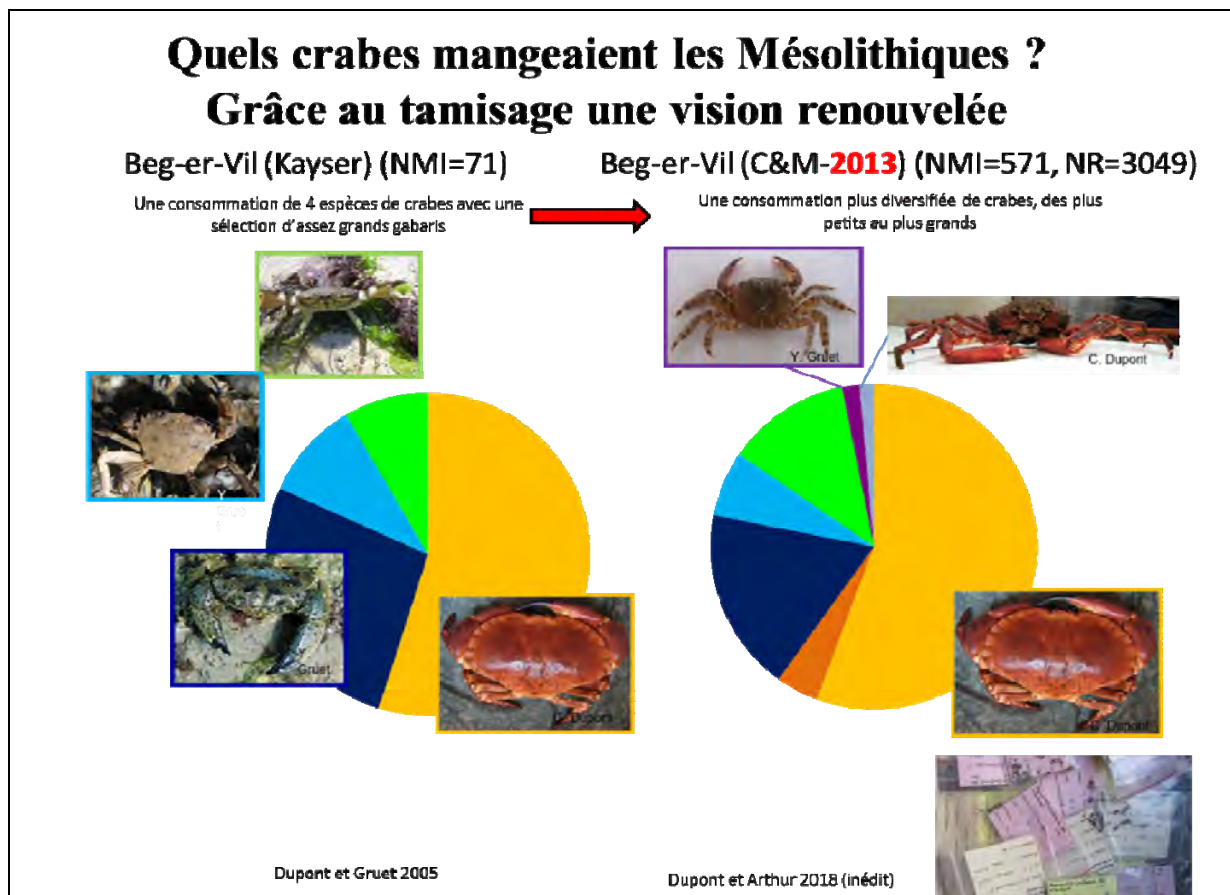 Quels crabes mangeaient les Mésolithiques ?
Grâce au tamisage une vision renouvelée
Beg-er-Vil (Kayser) (NMI=71)
Une consommation de 4 espèces de crabes avec une
sélection d'assez grands gabaris
Beg-er-Vil (C&M-2013) (NMI=571, NR=3049)
Une consommation plus diversifiée de crabes, des plus
petits au plus grands
Y. Gruet
C. Dupont
Gruet
C. Dupont
C. Dupont
Dupont et Gruet 2005
Dupont et Arthur 2018 (inédit)